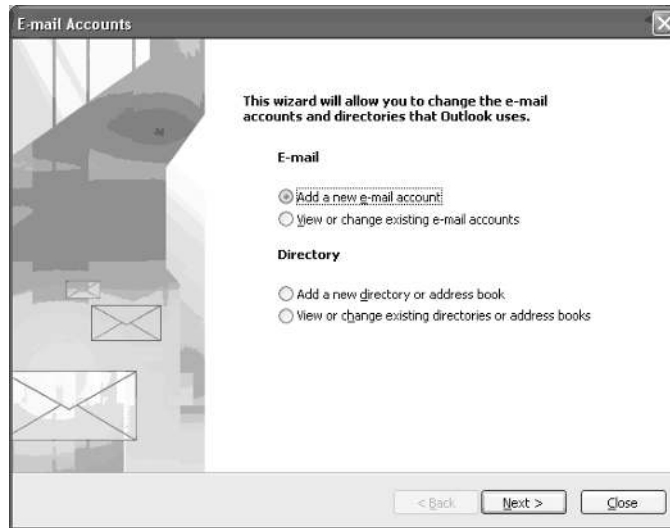 E-mail Accounts
This wizard will allow you to change the e-mail
accounts and directories that Outlook uses.
E-mail
Add a new e-mail account
View or change existing e-mail accounts
Directory
Add a new directory or address book
View or change existing directories or address books
< Back
Next >
Close